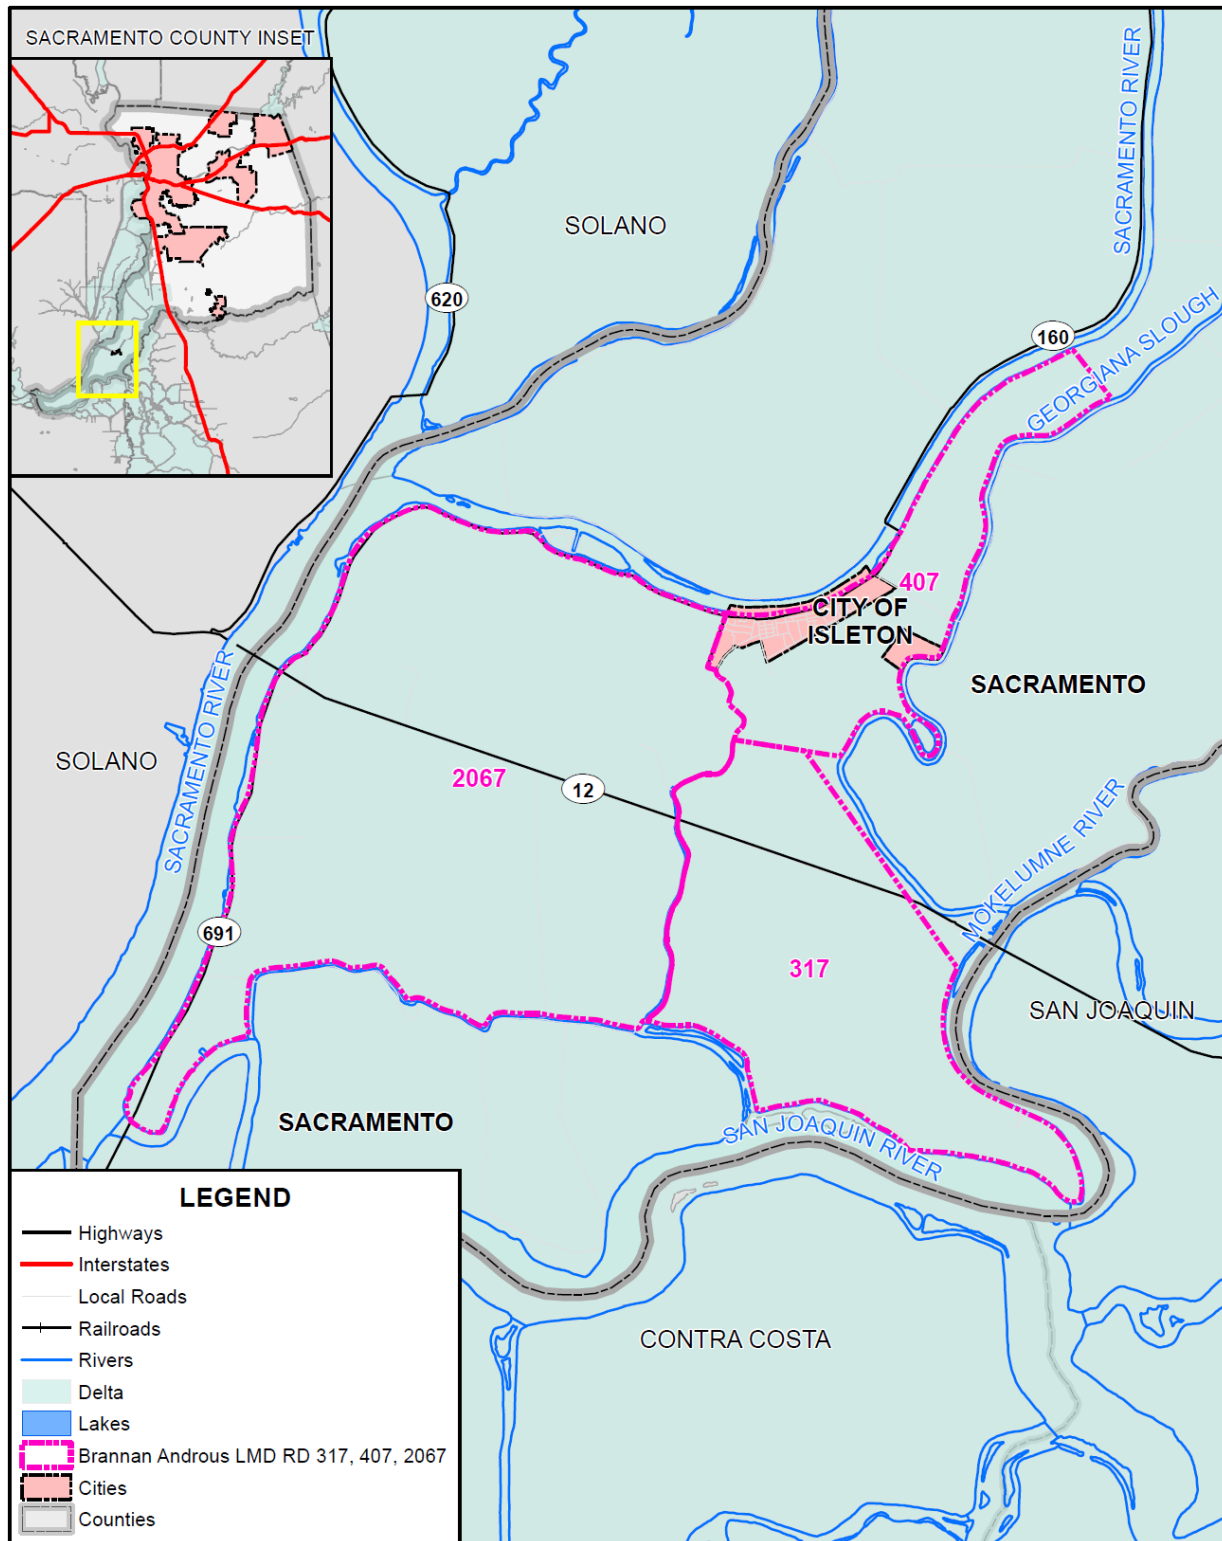 SACRAMENTO COUNTY INSET
SACRAMENTO RIVER
SOLANO
620
160
GEORGIANA SLOUGH
407
CITY OF
ISLETON
SACRAMENTO
SACRAMENTO RIVER
SOLANO
2067
12
MOKELUMNE RIVER
691
317
SAN JOAQUIN
SACRAMENTO
SAN JOAQUIN RIVER
CONTRA COSTA
LEGEND
Highways
Interstates
Local Roads
Railroads
Rivers
Delta
Lakes
Brannan Androus LMD RD 317, 407, 2067
Cities
Counties